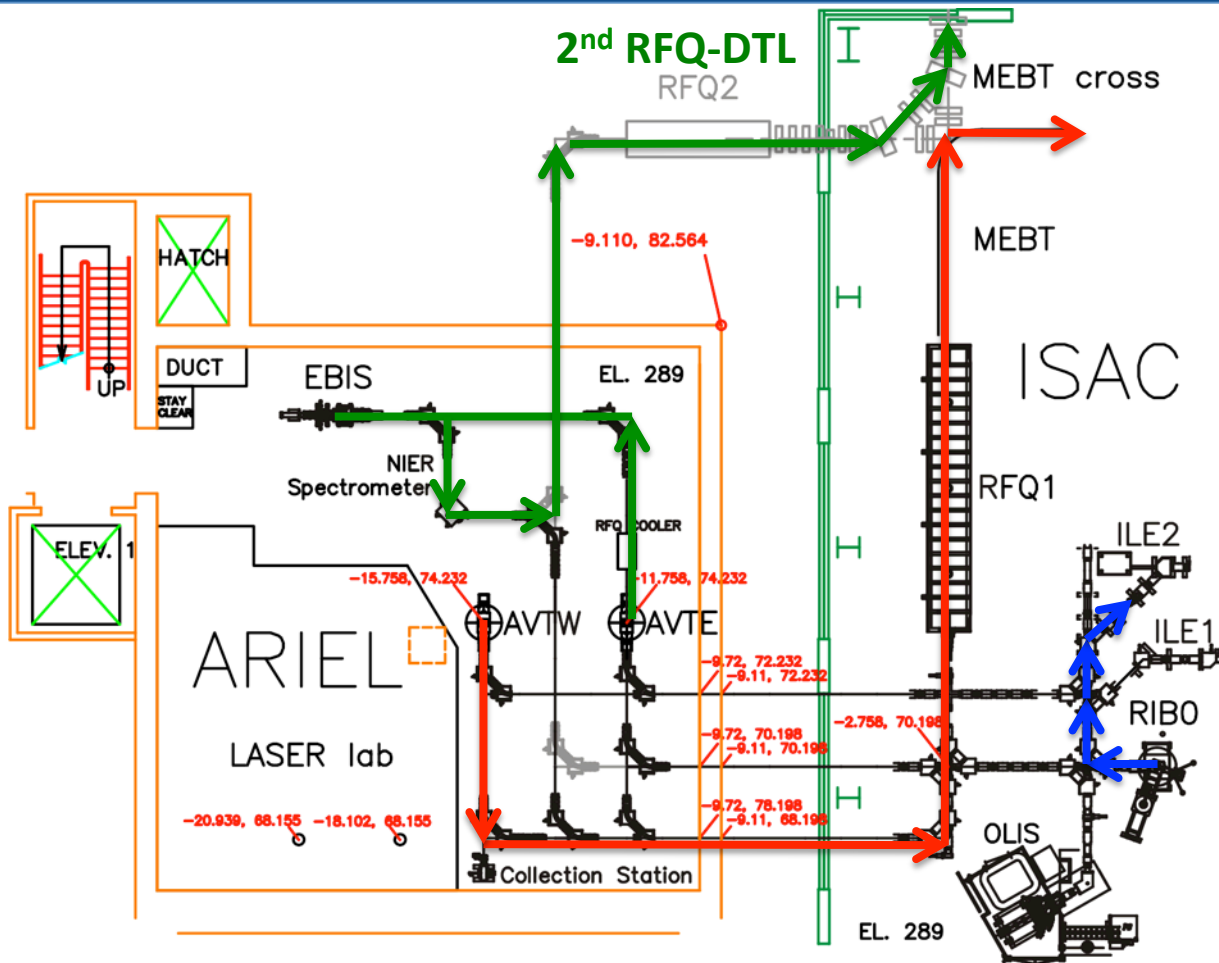 2nd RFQ-DTL
MEBT cross
RFQ2
MEBT
-9.110, 82.564
HATCH
UP
DUCT
STAY
CLEAR
EBIS
EL. 289
ISAC
NIER
Spectrometer
RFQ1
RFQ COOLER
ELEV. 1
ILE2
-15.758, 74.232
-11.758, 74.232
AVTW
AVTE
ILE1
ARIEL
-9.72, 72.232
-9.11, 72.232
RIB0
-2.758, 70.198
-9.72, 70.198
-9.11, 70.198
LASER lab
-9.72, 78.198
-9.11, 68.198
-20.939, 68.155
-18.102, 68.155
OLIS
Collection Station
EL. 289